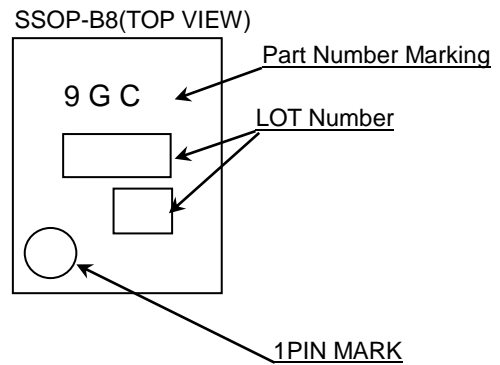 SSOP-B8(TOP VIEW)
Part Number Marking
9 G C
LOT Number
1PIN MARK